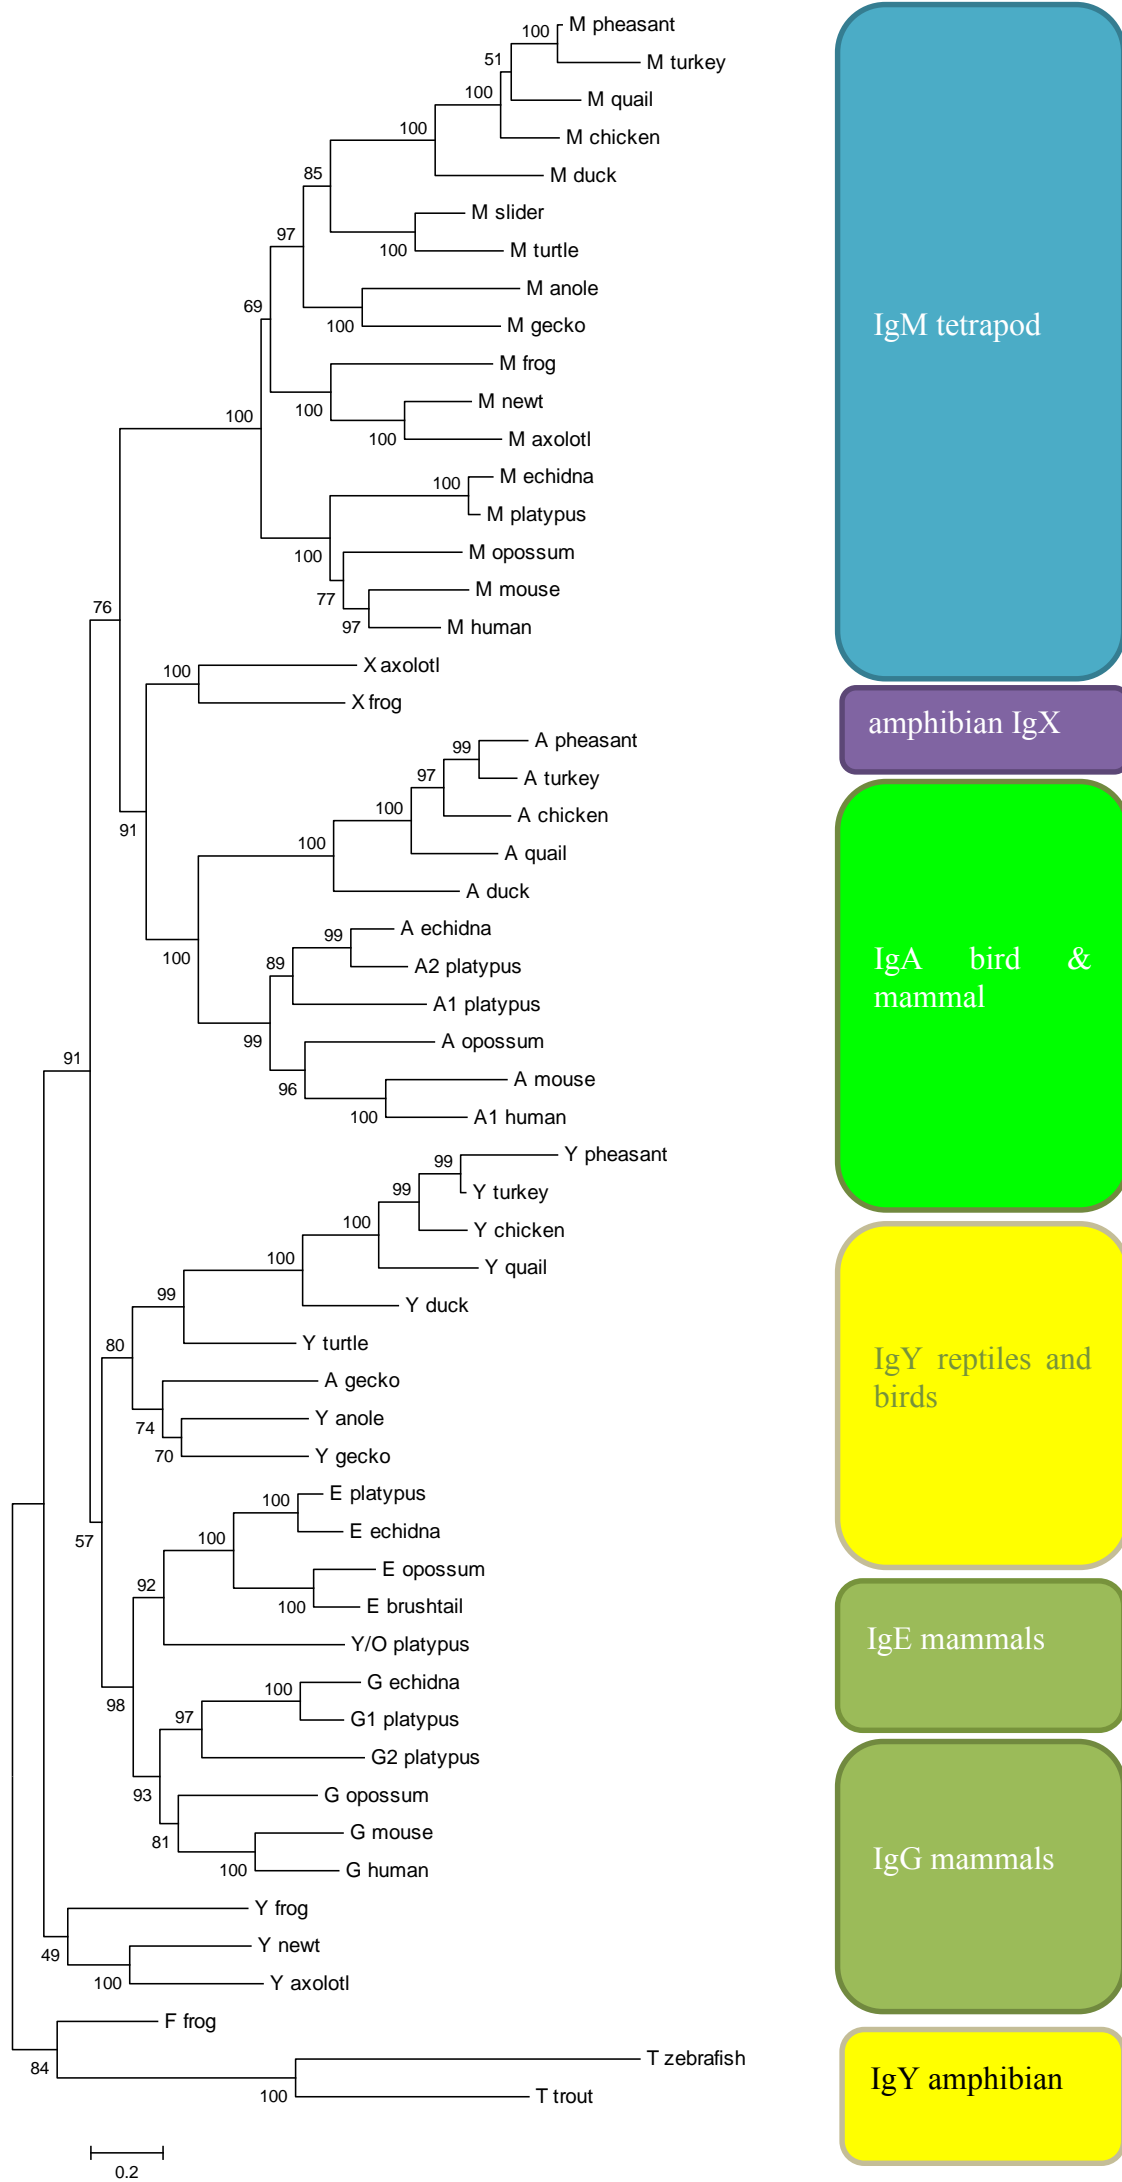 100
M pheasant
51
M turkey
100
M quail
100
M chicken
85
M duck
M slider
97
100
M turtle
M anole
69
100
M gecko
IgM tetrapod
M frog
100
M newt
100
100
M axolotl
100
M echidna
M platypus
100
M opossum
77
M mouse
97
M human
76
100
X axolotl
X frog
amphibian IgX
99
A pheasant
97
A turkey
100
A chicken
91
100
A quail
A duck
99
A echidna
100
89
A2 platypus
IgA bird &
mammal
A1 platypus
99
A opossum
91
96
A mouse
100
A1 human
99
Y pheasant
99
Y turkey
100
Y chicken
100
Y quail
99
Y duck
80
Y turtle
IgY reptiles and
birds
A gecko
74
Y anole
70
Y gecko
100
E platypus
57
100
E echidna
92
E opossum
100
E brushtail
Y/O platypus
IgE mammals
98
100
G echidna
97
G1 platypus
G2 platypus
93
G opossum
81
G mouse
100
G human
IgG mammals
Y frog
49
Y newt
100
Y axolotl
F frog
84
T zebrafish
100
T trout
IgY amphibian
0.2